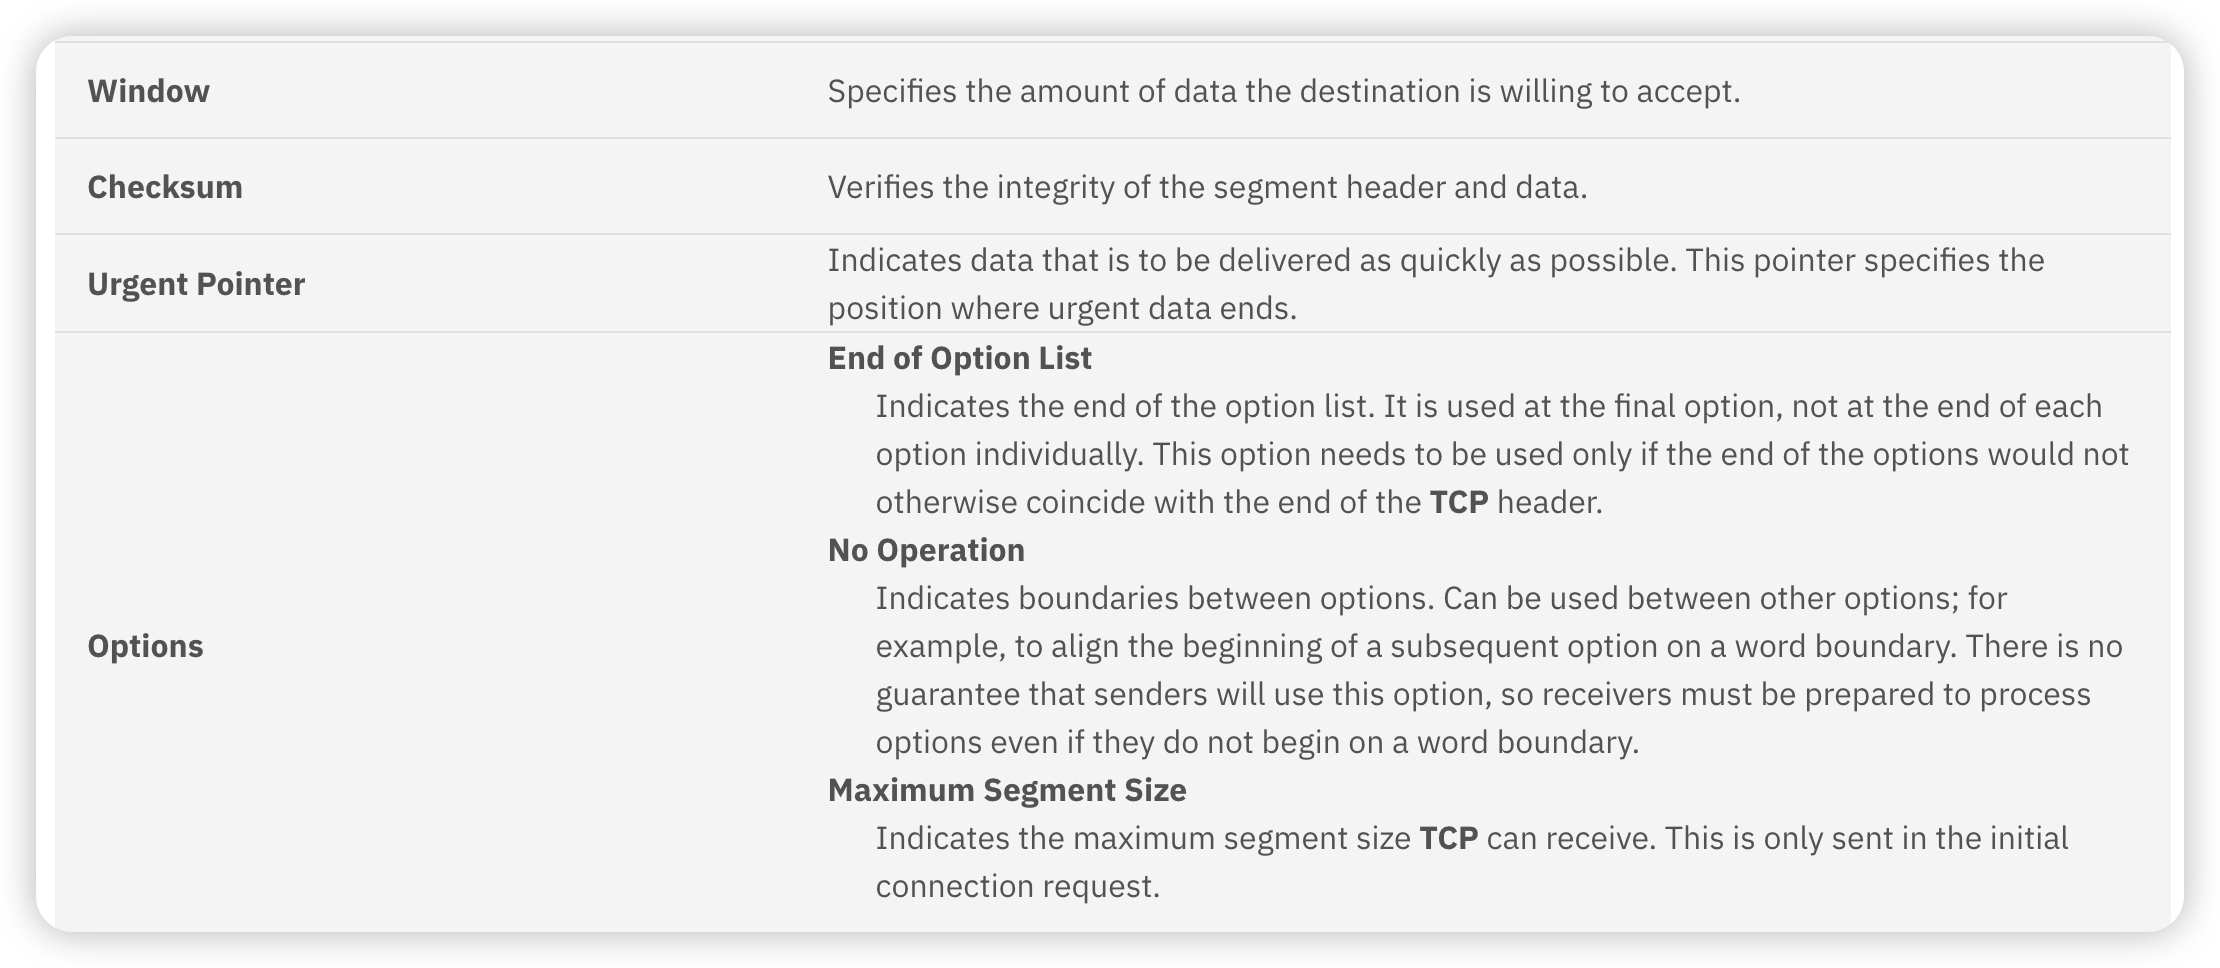 Window
Specifies the amount of data the destination is willing to accept.
Checksum
Verifies the integrity of the segment header and data.
Urgent Pointer
Indicates data that is to be delivered as quickly as possible. This pointer specifies the
position where urgent data ends.
Options
End of Option List
Indicates the end of the option list. It is used at the final option, not at the end of each
option individually. This option needs to be used only if the end of the options would not
otherwise coincide with the end of the TCP header.
No Operation
Indicates boundaries between options. Can be used between other options; for
example, to align the beginning of a subsequent option on a word boundary. There is no
guarantee that senders will use this option, so receivers must be prepared to process
options even if they do not begin on a word boundary.
Maximum Segment Size
Indicates the maximum segment size TCP can receive. This is only sent in the initial
connection request.